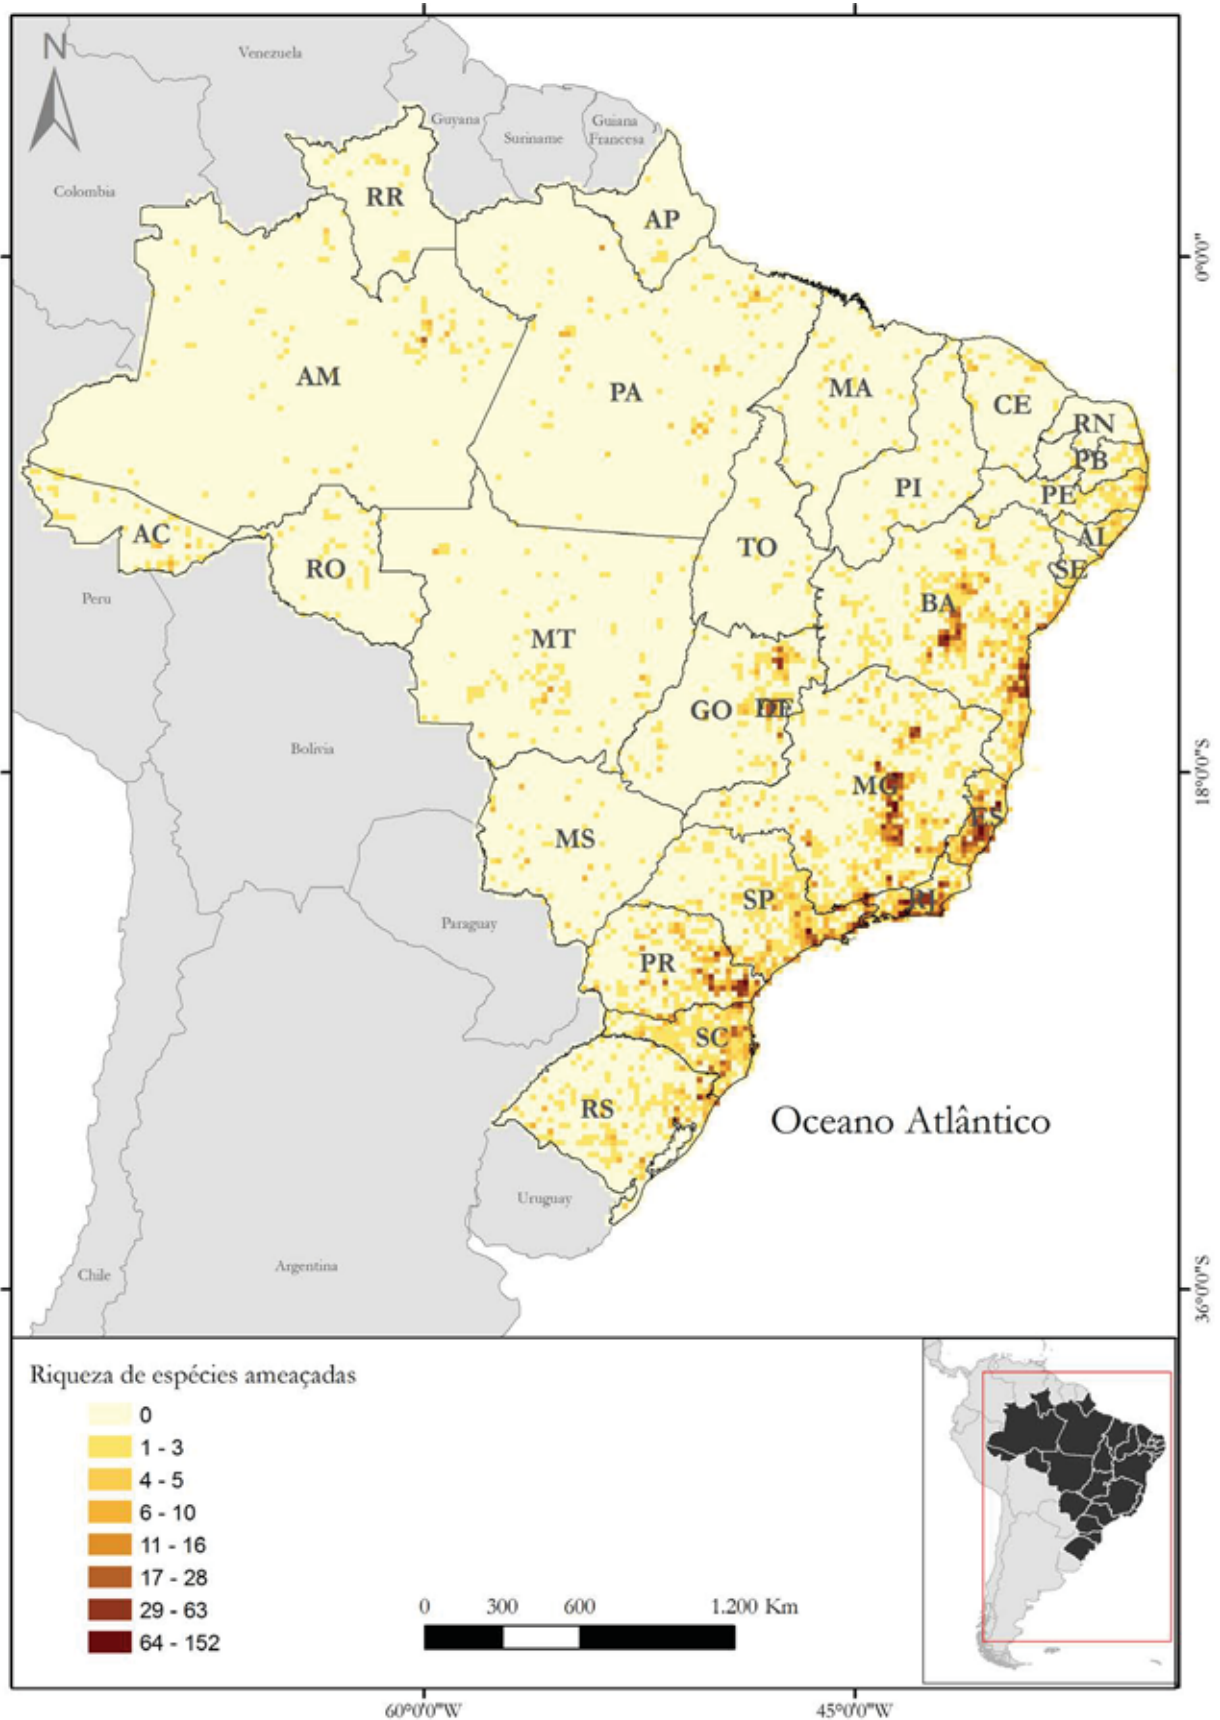 N
Venezuela
Guyana
Suriname
Guiana
Francesa
Colombia
RR
AP
0°0'0"
AM
PA
MA
CE
RN
PB
PE
PI
AL
SE
AC
RO
TO
BA
Peru
MT
GO
DF
Bolívia
18°0'0"S
MG
ES
MS
SP
RJ
Paraguay
PR
SC
RS
Oceano Atlântico
Uruguay
Argentina
Chile
36°0'0"S
Riqueza de espécies ameaçadas
0
1 - 3
4 - 5
6 - 10
11 - 16
17 - 28
29 - 63
64 - 152
0 300 600 1.200 Km
60°0'0"W 45°0'0"W